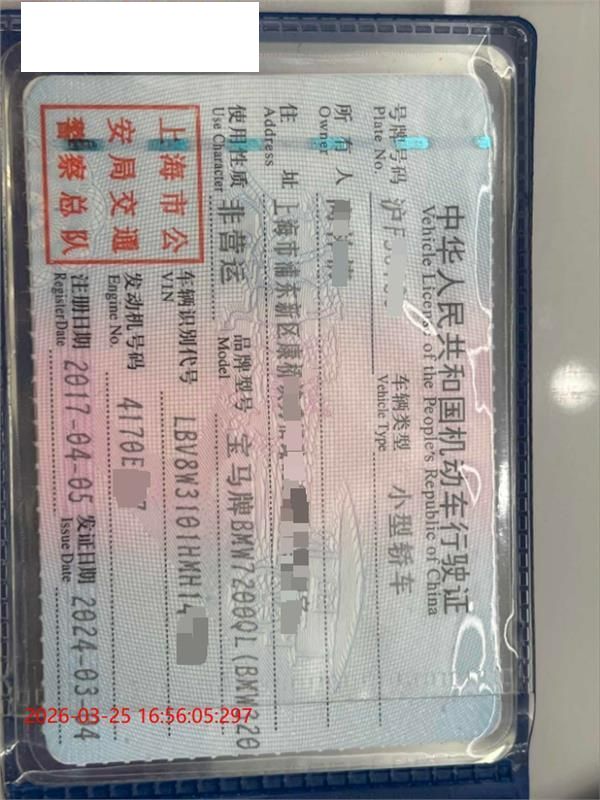 中华人民共和国机动车行驶证
Vehicle License of the People's Republic of China
号牌号码 沪F 车辆类型 小型轿车
Plate No. Vehicle Type
所有人
Owner
住址 上海市浦东新区康桥
Address
使用性质 非营运 品牌型号 宝马牌BMW7200QL(BMW320
Use Character Model
上海市公
安局交通
警察总队
车辆识别代号 LBV8W3101HMH14
VIN
发动机号码 4170E
Engine No.
注册日期 2017-04-05 发证日期 2024-03-
Register Date Issue Date
2026-03-25 16:56:05:297